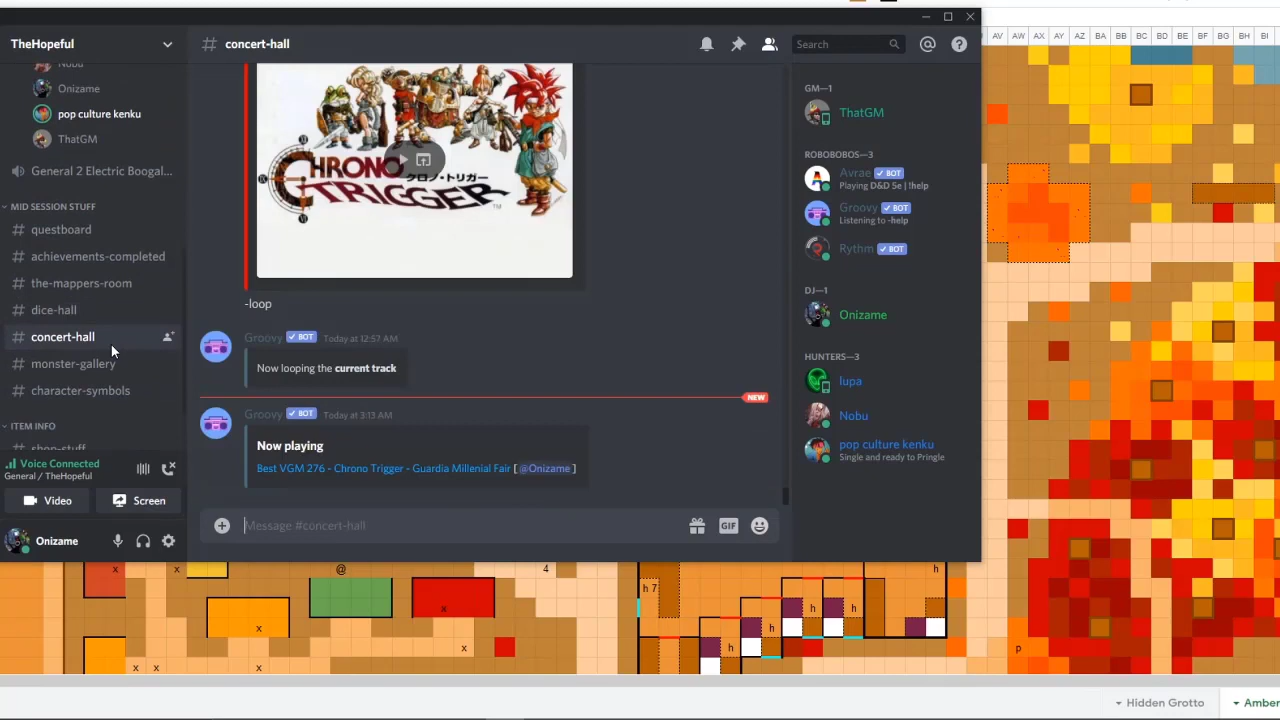 TheHopeful
Nobu
Onizame
pop culture kenku
ThatGM
General 2 Electric Boogal...
MID SESSION STUFF
# questboard
# achievements-completed
# the-mappers-room
# dice-hall
# concert-hall
# monster-gallery
# character-symbols
ITEM INFO
# shop-stuff
Voice Connected
General / TheHopeful
Video
Screen
Onizame
# concert-hall
Search
CHRONO
クロノ・トリガー
TRIGGER
-loop
Groovy BOT Today at 12:57 AM
Now looping the current track
NEW
Groovy BOT Today at 3:13 AM
Now playing
Best VGM 276 - Chrono Trigger - Guardia Millenial Fair [ @Onizame ]
Message #concert-hall
GIF
GM—1
ThatGM
ROBOBOBOS—3
Avrae BOT
Playing D&D 5e | !help
Groovy BOT
Listening to -help
Rythm BOT
DJ—1
Onizame
HUNTERS—3
lupa
Nobu
pop culture kenku
Single and ready to Pringle
AV AW AX AY AZ BA BB BC BD BE BF BG BH BI
x x @ 4 h
h 7
x h h
x h
x h p
x x x
Hidden Grotto
Amber